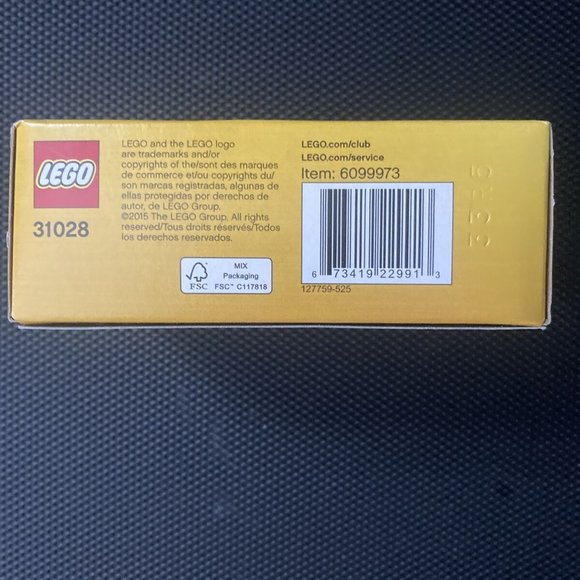 LEGO
31028
LEGO and the LEGO logo
are trademarks and/or
copyrights of the/sont des marques
de commerce et/ou copyrights du/
son marcas registradas, algunas de
ellas protegidas por derechos de
autor, de LEGO Group.
©2015 The LEGO Group. All rights
reserved/Tous droits réservés/Todos
los derechos reservados.
FSC
MIX
Packaging
FSC™ C117818
LEGO.com/club
LEGO.com/service
Item: 6099973
6 73419 22991 3
127759-525